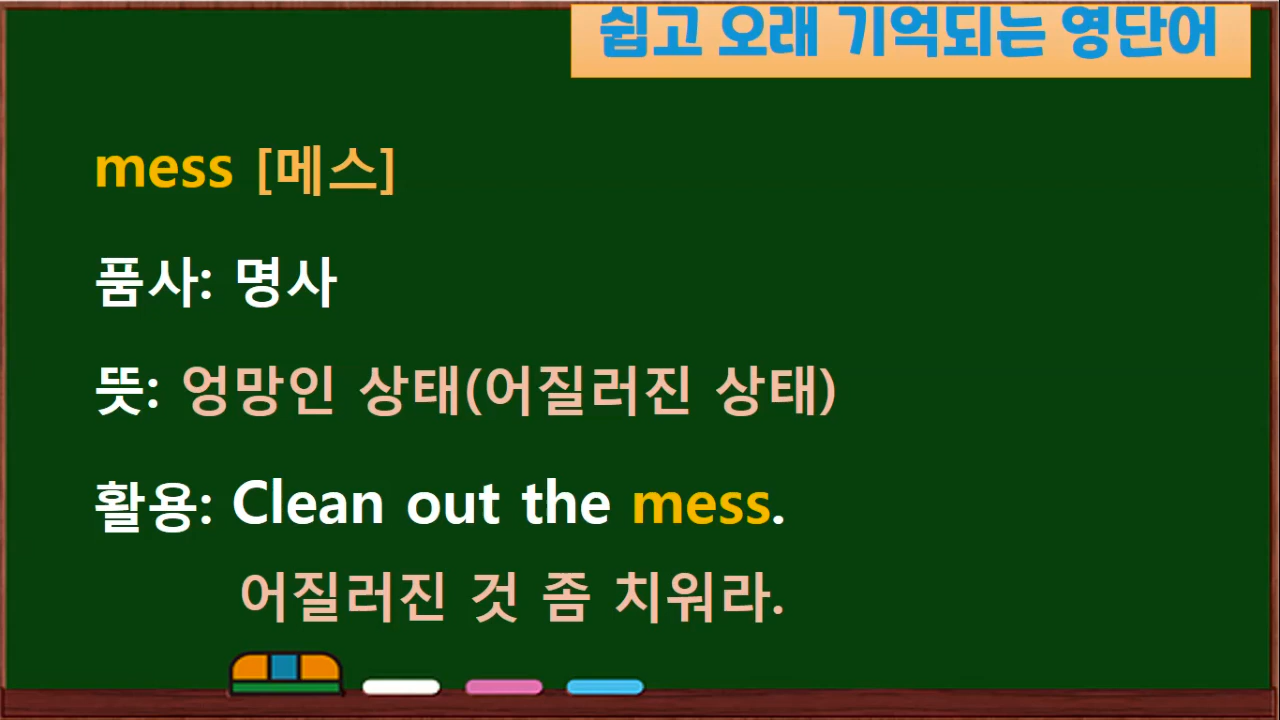 쉽고 오래 기억되는 영단어
mess [메스]
품사: 명사
뜻: 엉망인 상태(어질러진 상태)
활용: Clean out the mess.
어질러진 것 좀 치워라.